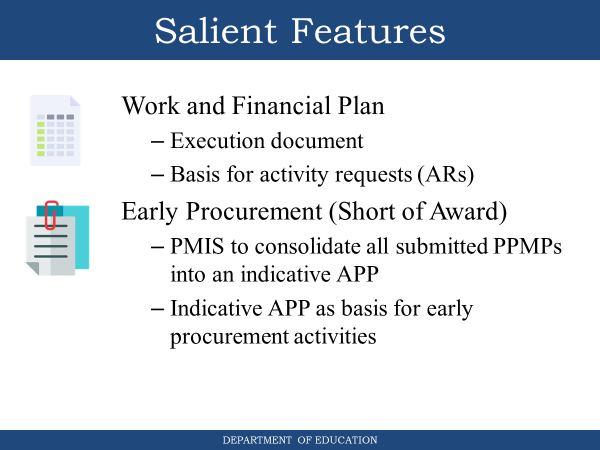 Salient Features
Work and Financial Plan
– Execution document
– Basis for activity requests (ARs)
Early Procurement (Short of Award)
– PMIS to consolidate all submitted PPMPs
into an indicative APP
– Indicative APP as basis for early
procurement activities
DEPARTMENT OF EDUCATION